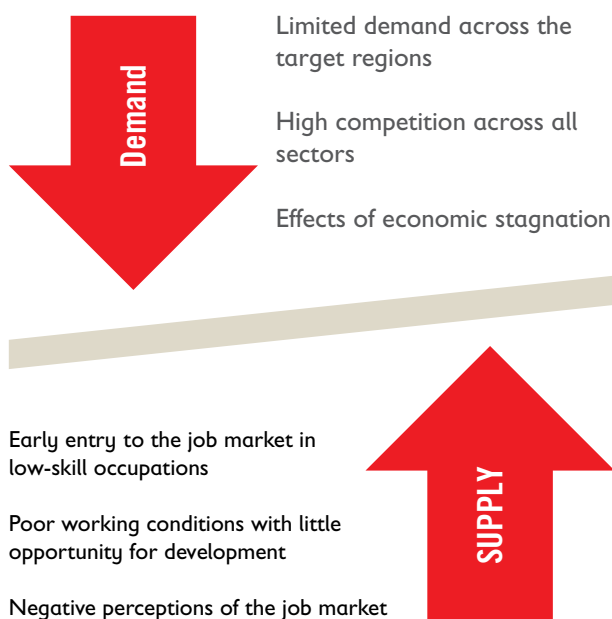 Demand
Limited demand across the
target regions
High competition across all
sectors
Effects of economic stagnation
Early entry to the job market in
low-skill occupations
Poor working conditions with little
opportunity for development
Negative perceptions of the job market
SUPPLY